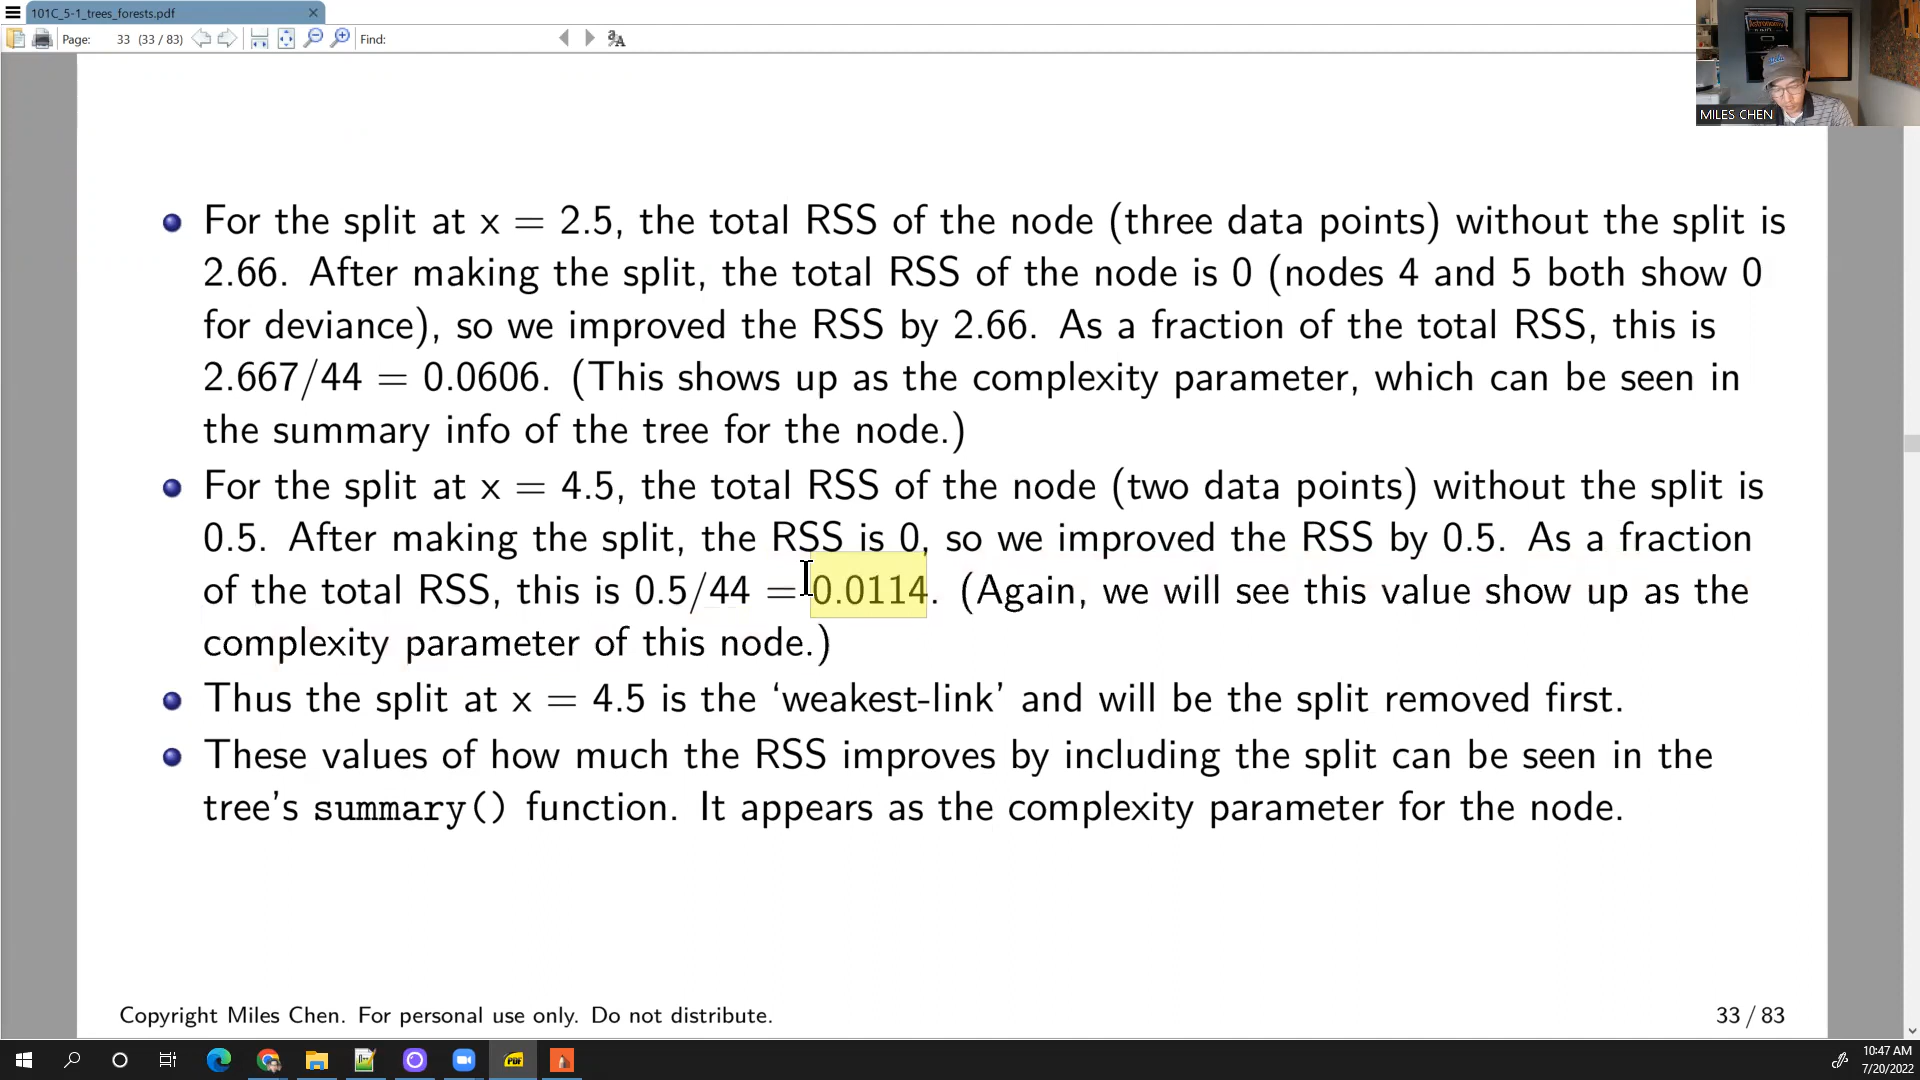 101C_5-1_trees_forests.pdf
Page: 33 (33 / 83) Find:
MILES CHEN
For the split at x = 2.5, the total RSS of the node (three data points) without the split is
2.66. After making the split, the total RSS of the node is 0 (nodes 4 and 5 both show 0
for deviance), so we improved the RSS by 2.66. As a fraction of the total RSS, this is
2.667/44 = 0.0606. (This shows up as the complexity parameter, which can be seen in
the summary info of the tree for the node.)
For the split at x = 4.5, the total RSS of the node (two data points) without the split is
0.5. After making the split, the RSS is 0, so we improved the RSS by 0.5. As a fraction
of the total RSS, this is 0.5/44 = 0.0114. (Again, we will see this value show up as the
complexity parameter of this node.)
Thus the split at x = 4.5 is the ‘weakest-link’ and will be the split removed first.
These values of how much the RSS improves by including the split can be seen in the
tree’s summary() function. It appears as the complexity parameter for the node.
Copyright Miles Chen. For personal use only. Do not distribute.
33 / 83
PDF
10:47 AM
7/20/2022